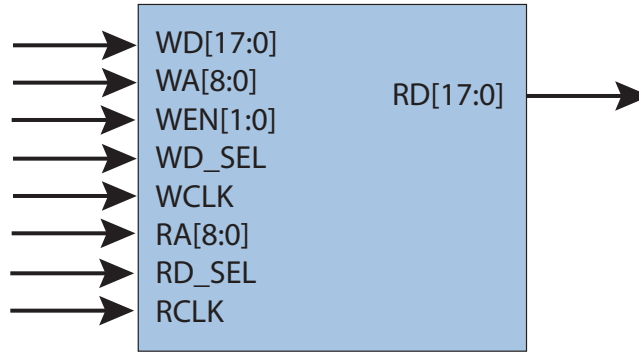 WD[17:0]
WA[8:0]
RD[17:0]
WEN[1:0]
WD_SEL
WCLK
RA[8:0]
RD_SEL
RCLK